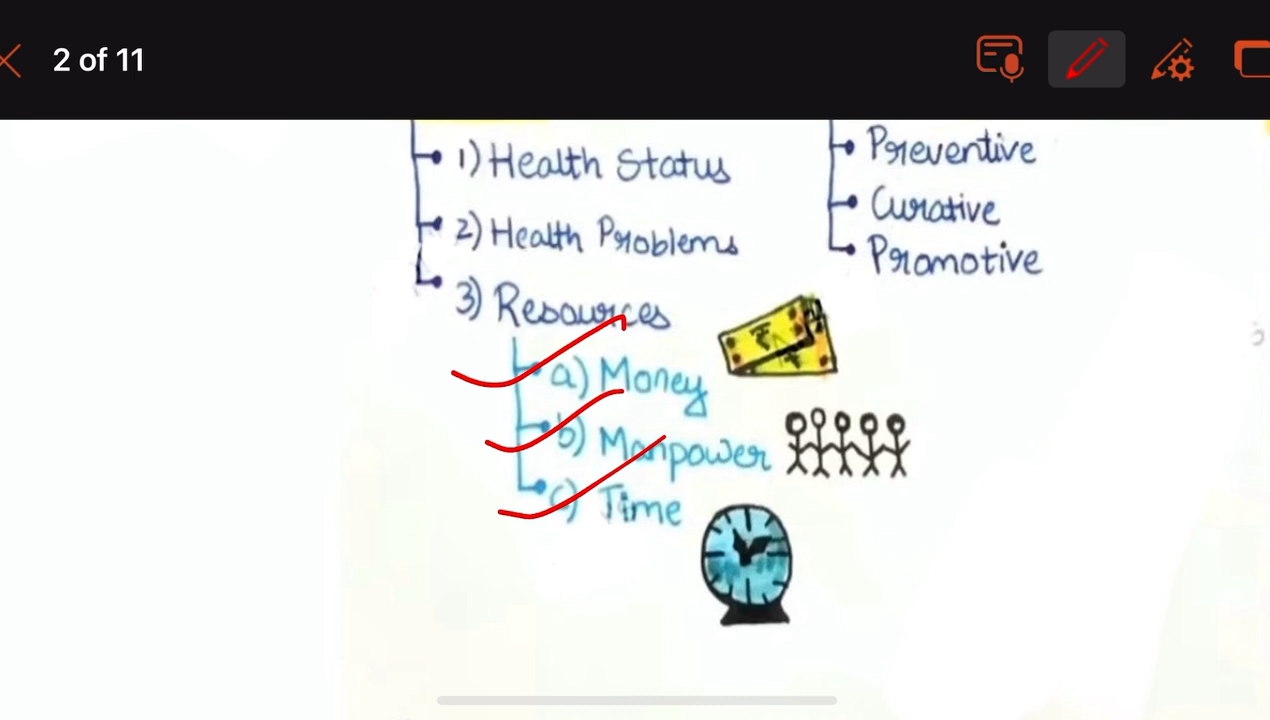 2 of 11
1) Health Status
2) Health Problems
3) Resources
a) Money
₹
₹
b) Manpower
c) Time
Preventive
Curative
Promotive